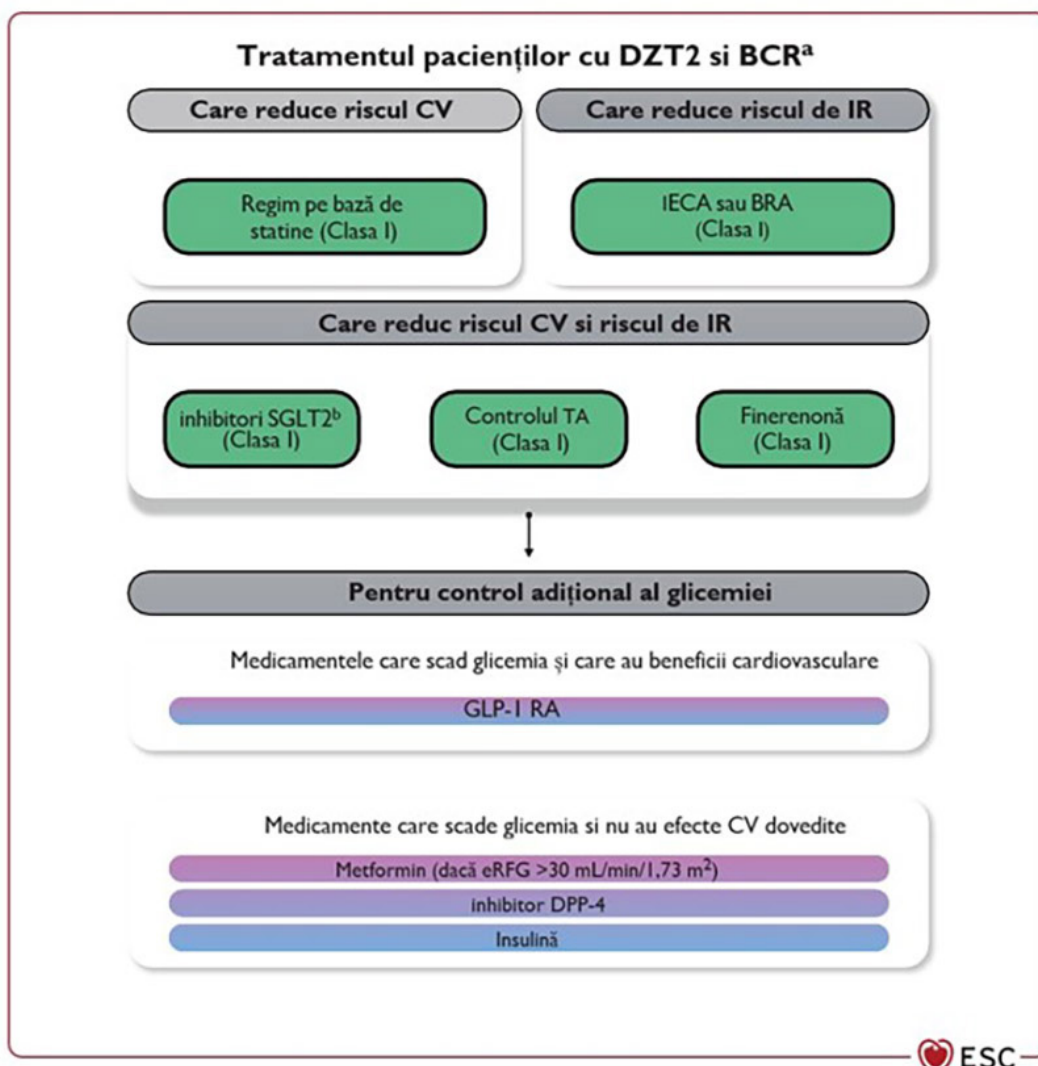 Tratamentul pacienților cu DZT2 si BCRᵃ
Care reduce riscul CV
Care reduce riscul de IR
Regim pe bază de
statine (Clasa I)
IECA sau BRA
(Clasa I)
Care reduc riscul CV si riscul de IR
inhibitori SGLT2ᵇ
(Clasa I)
Controlul TA
(Clasa I)
Finerenonă
(Clasa I)
Pentru control adițional al glicemiei
Medicamentele care scad glicemia și care au beneficii cardiovasculare
GLP-1 RA
Medicamente care scade glicemia si nu au efecte CV dovedite
Metformin (dacă eRFG >30 mL/min/1,73 m²)
inhibitor DPP-4
Insulină
ESC